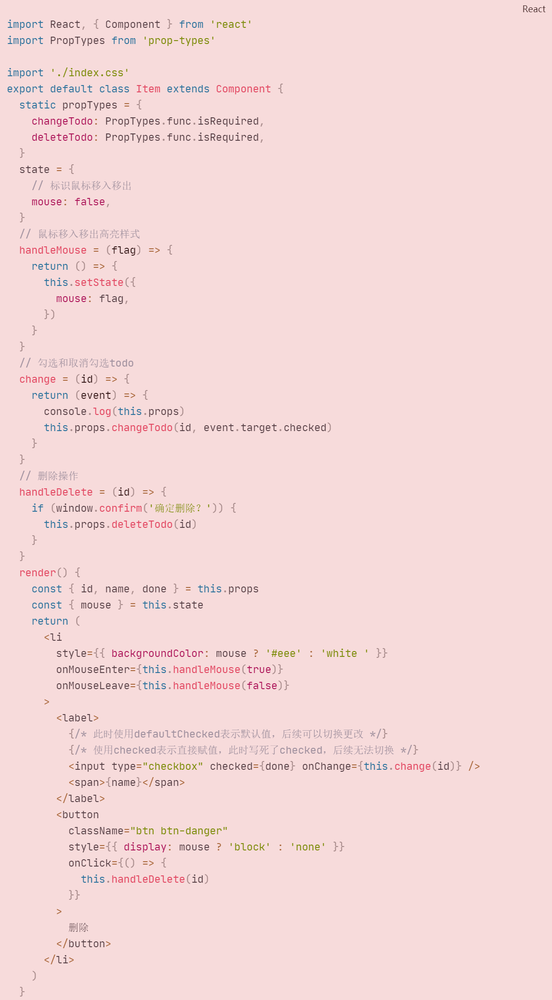 React
import React, { Component } from 'react'
import PropTypes from 'prop-types'
import './index.css'
export default class Item extends Component {
  static propTypes = {
    changeTodo: PropTypes.func.isRequired,
    deleteTodo: PropTypes.func.isRequired,
  }
  state = {
    // 标识鼠标移入移出
    mouse: false,
  }
  // 鼠标移入移出高亮样式
  handleMouse = (flag) => {
    return () => {
      this.setState({
        mouse: flag,
      })
    }
  }
  // 勾选和取消勾选todo
  change = (id) => {
    return (event) => {
      console.log(this.props)
      this.props.changeTodo(id, event.target.checked)
    }
  }
  // 删除操作
  handleDelete = (id) => {
    if (window.confirm('确定删除？')) {
      this.props.deleteTodo(id)
    }
  }
  render() {
    const { id, name, done } = this.props
    const { mouse } = this.state
    return (
      <li
        style={{ backgroundColor: mouse ? '#eee' : 'white ' }}
        onMouseEnter={this.handleMouse(true)}
        onMouseLeave={this.handleMouse(false)}
      >
        <label>
          {/* 此时使用defaultChecked表示默认值，后续可以切换更改 */}
          {/* 使用checked表示直接赋值，此时写死了checked，后续无法切换 */}
          <input type="checkbox" checked={done} onChange={this.change(id)} />
          <span>{name}</span>
        </label>
        <button
          className="btn btn-danger"
          style={{ display: mouse ? 'block' : 'none' }}
          onClick={() => {
            this.handleDelete(id)
          }}
        >
          删除
        </button>
      </li>
    )
  }